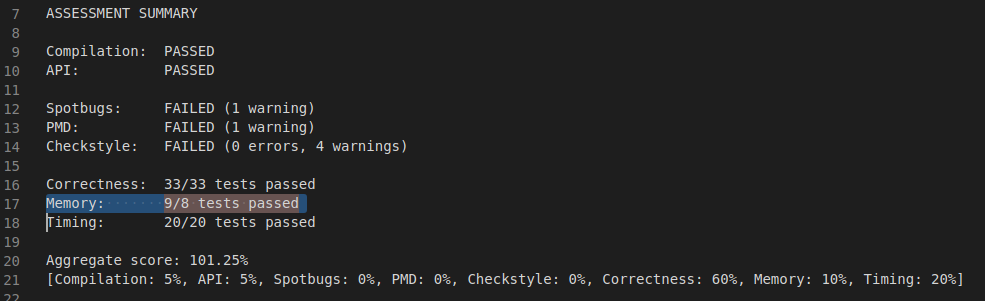 7 ASSESSMENT SUMMARY
8
9 Compilation: PASSED
10 API: PASSED
11
12 Spotbugs: FAILED (1 warning)
13 PMD: FAILED (1 warning)
14 Checkstyle: FAILED (0 errors, 4 warnings)
15
16 Correctness: 33/33 tests passed
17 Memory: 9/8 tests passed
18 Timing: 20/20 tests passed
19
20 Aggregate score: 101.25%
21 [Compilation: 5%, API: 5%, Spotbugs: 0%, PMD: 0%, Checkstyle: 0%, Correctness: 60%, Memory: 10%, Timing: 20%]
22